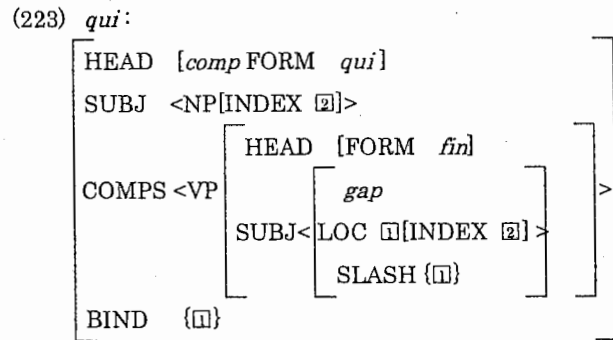 (223) qui:
HEAD [comp FORM qui]
SUBJ <NP[INDEX 2]>
HEAD [FORM fin]
COMPS <VP SUBJ< gap >
LOC 1[INDEX 2]
SLASH {1}
BIND {1}